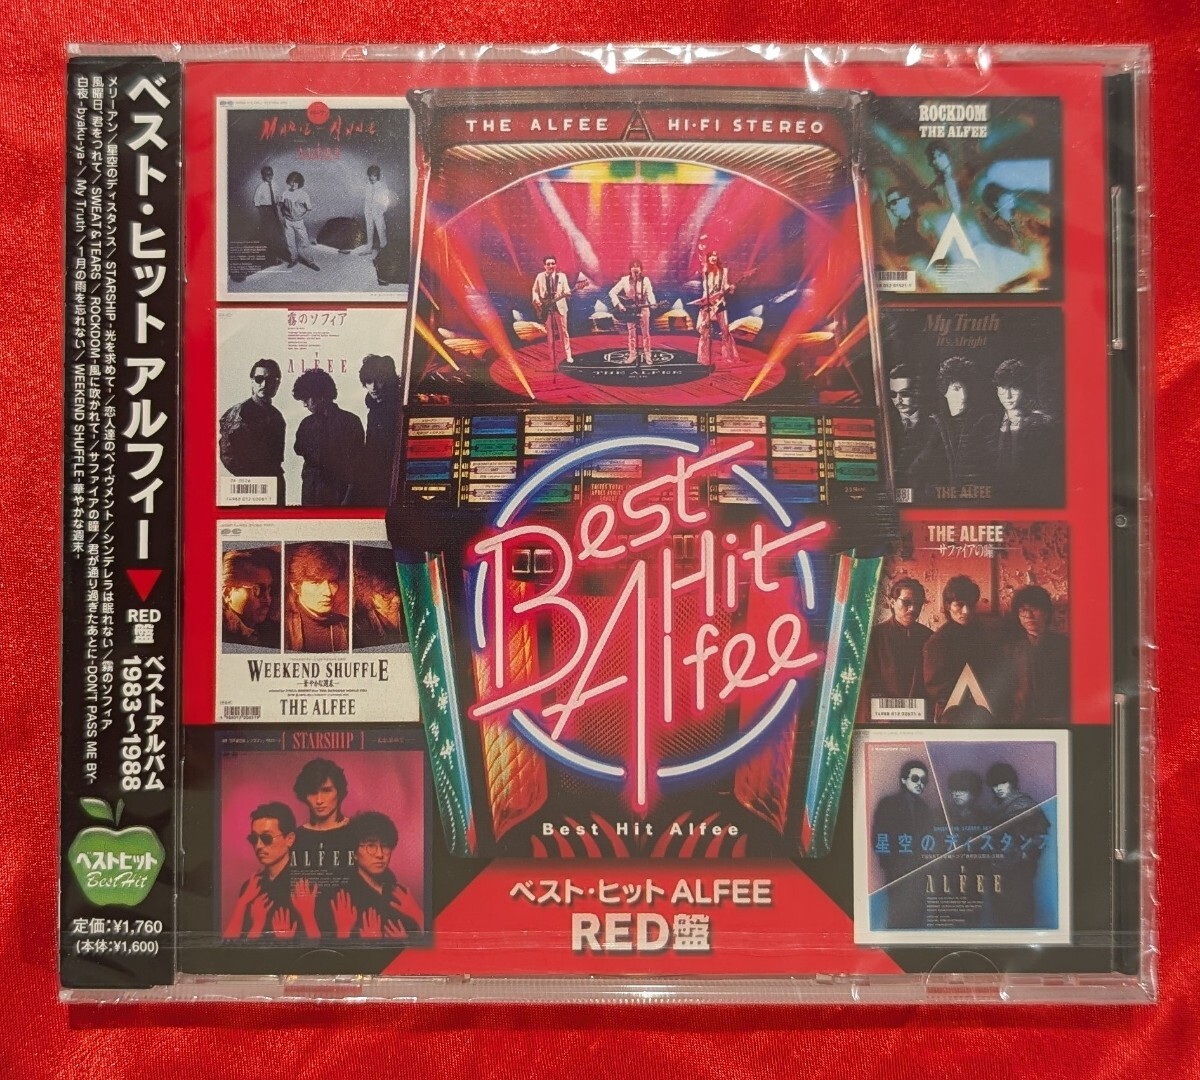 ベスト・ヒット アルフィー▼RED盤 ベストアルバム 1983〜1988
メリーアン/星空のディスタンス/STARSHIP-光を求めて-/恋人達のペイヴメント/シンデレラは眠れない/霧のソフィア
風曜日、君をつれて/SWEAT & TEARS/ROCKDOM-風に吹かれて-/サファイアの瞳/君が通り過ぎたあとに-DON'T PASS ME BY-
白夜-byaku-ya-/My Truth/1月の雨を忘れない/WEEKEND SHUFFLE-華やかな週末-
ベストヒット
BestHit
定価:¥1,760
(本体:¥1,600)
MARIE-ANNIE
霧のソフィア
ALFEE
WEEKEND SHUFFLE
-華やかな週末-
THE ALFEE
[STARSHIP]
ALFEE
THE ALFEE HI-FI STEREO
THE ALFEE
Best Hit Alfee
Best Hit Alfee
ベスト・ヒット ALFEE
RED盤
ROCKDOM
THE ALFEE
My Truth
It's Alright
THE ALFEE
THE ALFEE
サファイアの瞳
星空のディスタンス
ALFEE